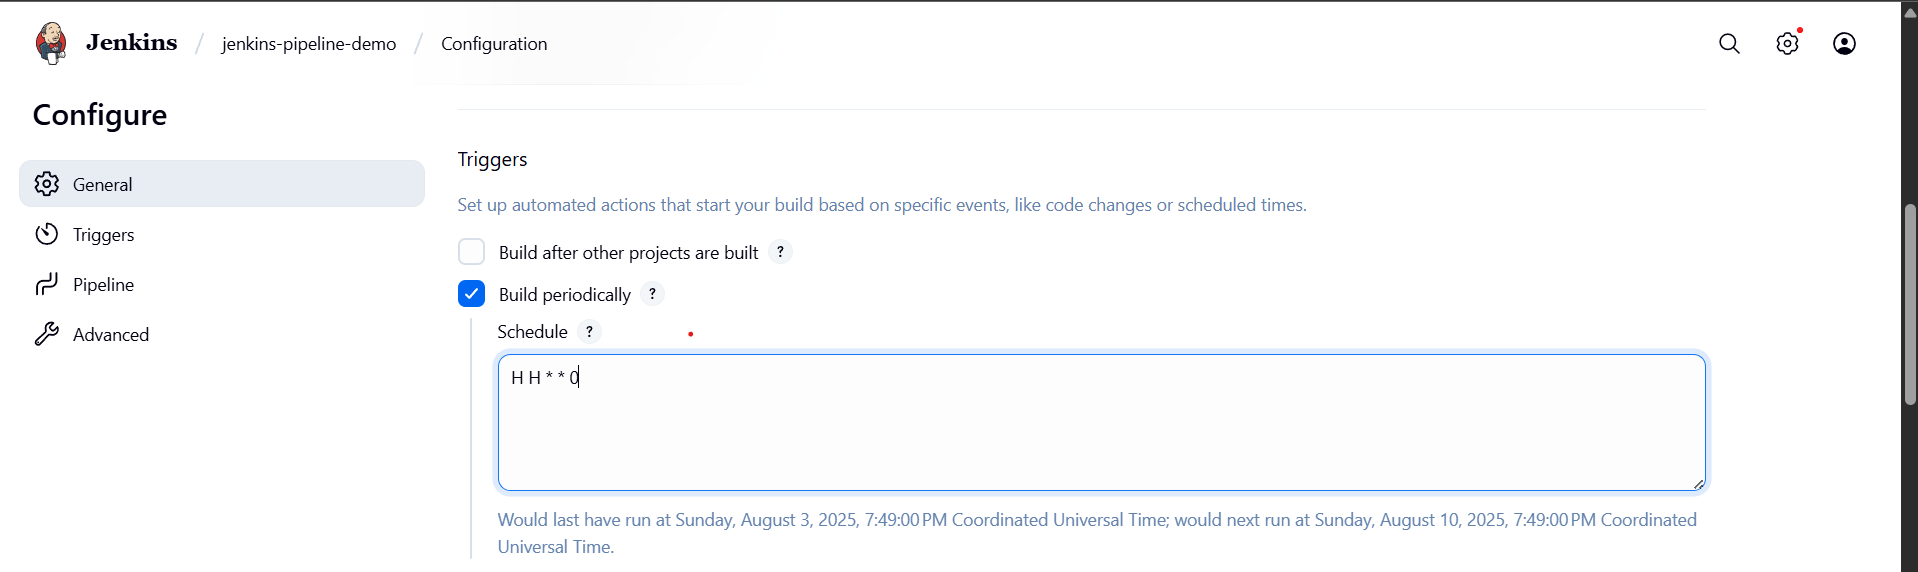 Jenkins / jenkins-pipeline-demo / Configuration
Configure
General
Triggers
Pipeline
Advanced
Triggers
Set up automated actions that start your build based on specific events, like code changes or scheduled times.
Build after other projects are built ?
Build periodically ?
Schedule ?
H H * * 0
Would last have run at Sunday, August 3, 2025, 7:49:00 PM Coordinated Universal Time; would next run at Sunday, August 10, 2025, 7:49:00 PM Coordinated
Universal Time.